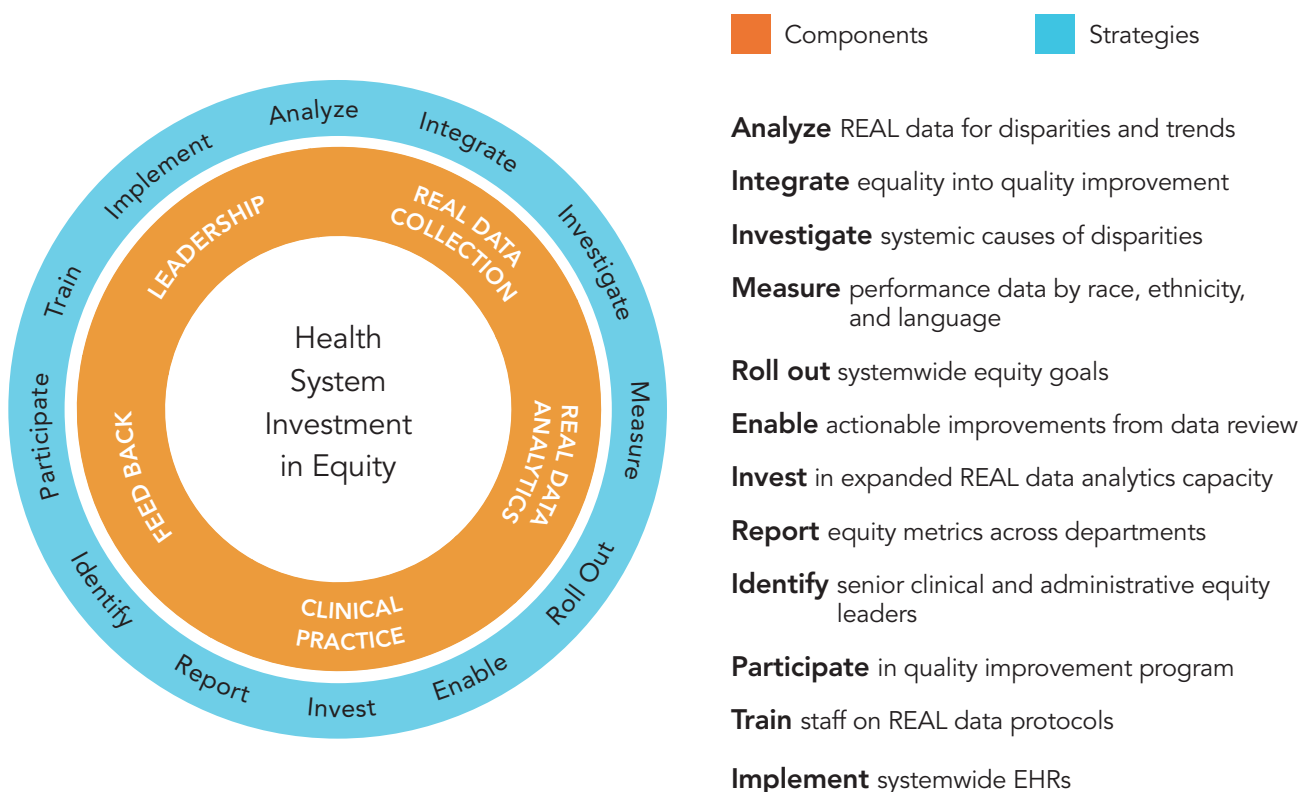 Components
Strategies
Analyze
Integrate
Investigate
Measure
Roll Out
Enable
Invest
Report
Identify
Participate
Train
Implement
LEADERSHIP
REAL DATA
COLLECTION
REAL DATA
ANALYTICS
CLINICAL
PRACTICE
FEED BACK
Health
System
Investment
in Equity
Analyze REAL data for disparities and trends
Integrate equality into quality improvement
Investigate systemic causes of disparities
Measure performance data by race, ethnicity,
and language
Roll out systemwide equity goals
Enable actionable improvements from data review
Invest in expanded REAL data analytics capacity
Report equity metrics across departments
Identify senior clinical and administrative equity
leaders
Participate in quality improvement program
Train staff on REAL data protocols
Implement systemwide EHRs